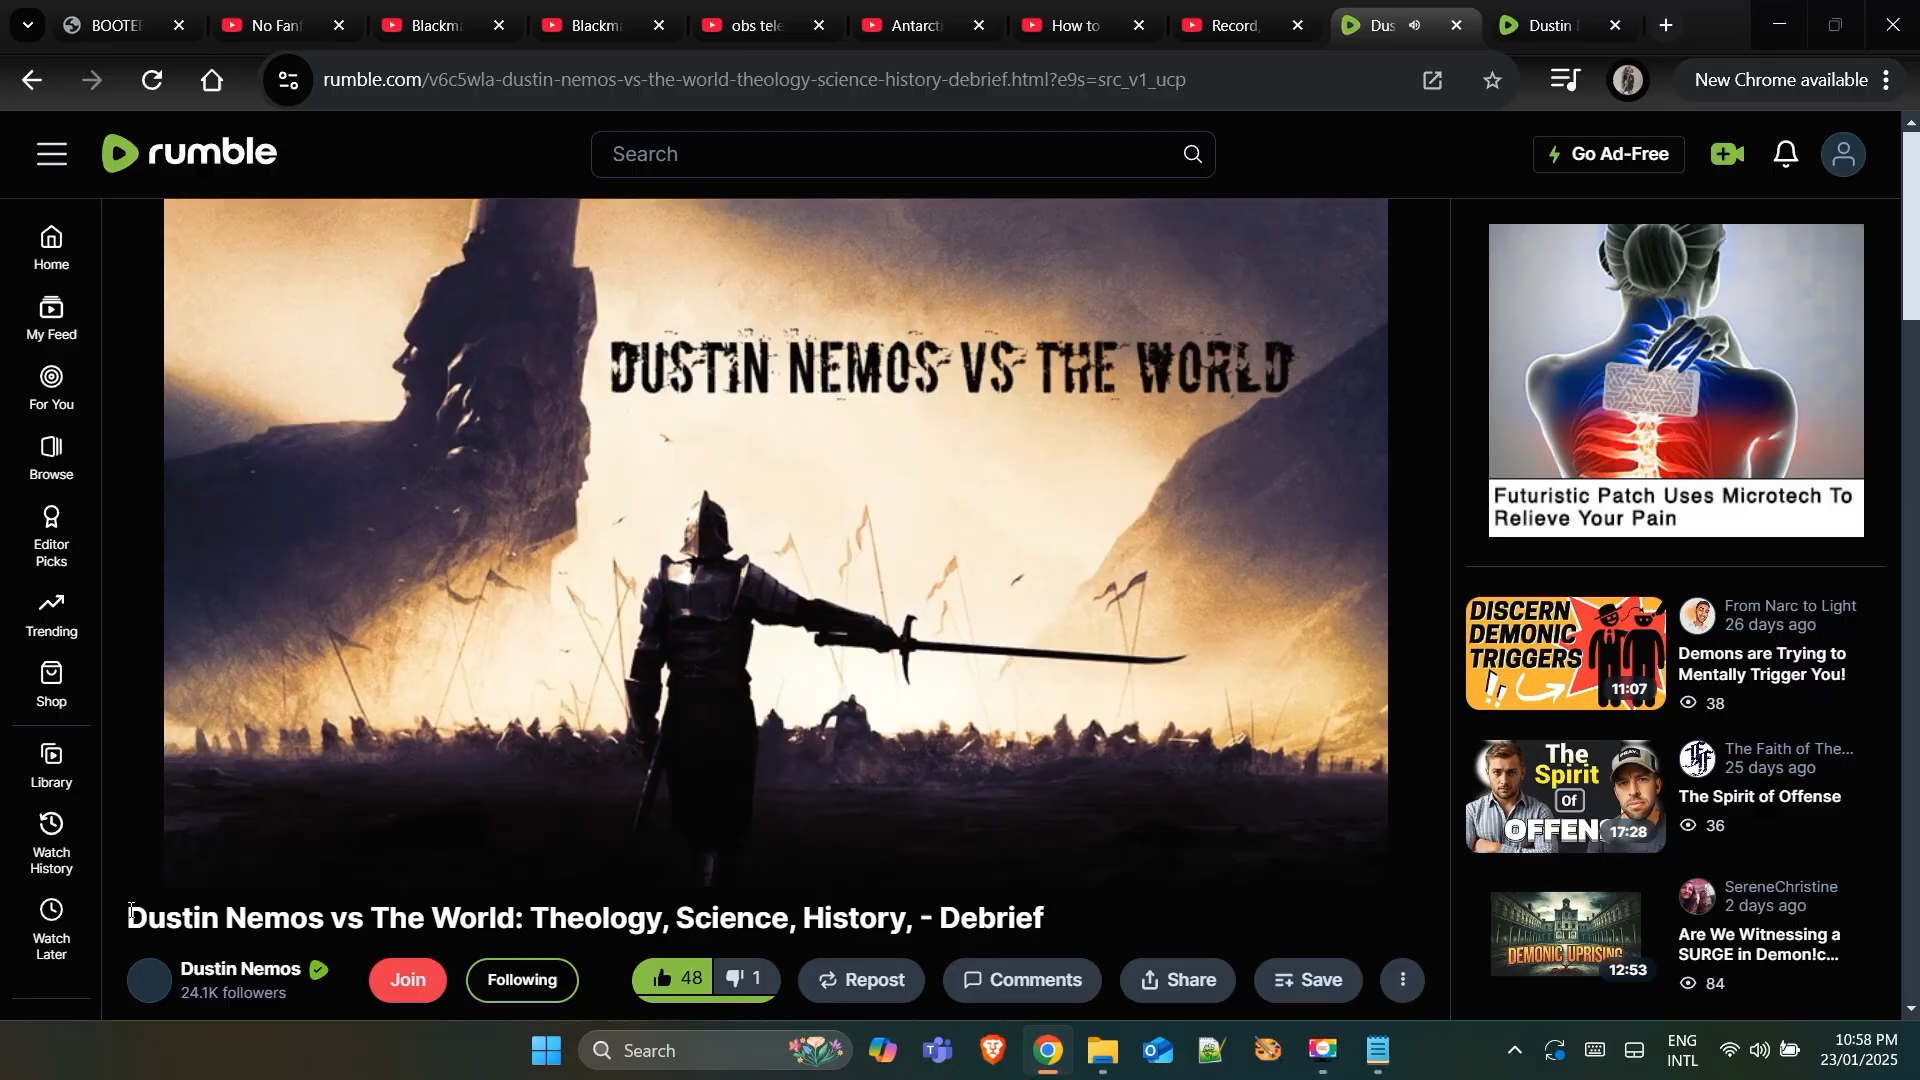 BOOTE
No Fan
Blackma
Blackma
obs tele
Antarcti
How to
Record,
Dus
Dustin
rumble.com/v6c5wla-dustin-nemos-vs-the-world-theology-science-history-debrief.html?e9s=src_v1_ucp
New Chrome available
rumble
Search
Go Ad-Free
Home
My Feed
For You
Browse
Editor
Picks
Trending
Shop
Library
Watch
History
Watch
Later
DUSTIN NEMOS VS THE WORLD
Dustin Nemos vs The World: Theology, Science, History, - Debrief
Dustin Nemos
24.1K followers
Join
Following
48
1
Repost
Comments
Share
Save
Futuristic Patch Uses Microtech To
Relieve Your Pain
DISCERN
DEMONIC
TRIGGERS
11:07
From Narc to Light
26 days ago
Demons are Trying to
Mentally Trigger You!
38
The
Spirit
Of
OFFEN
17:28
The Faith of The...
25 days ago
The Spirit of Offense
36
DEMONIC UPRISING
12:53
SereneChristine
2 days ago
Are We Witnessing a
SURGE in Demon!c...
84
Search
ENG
INTL
10:58 PM
23/01/2025